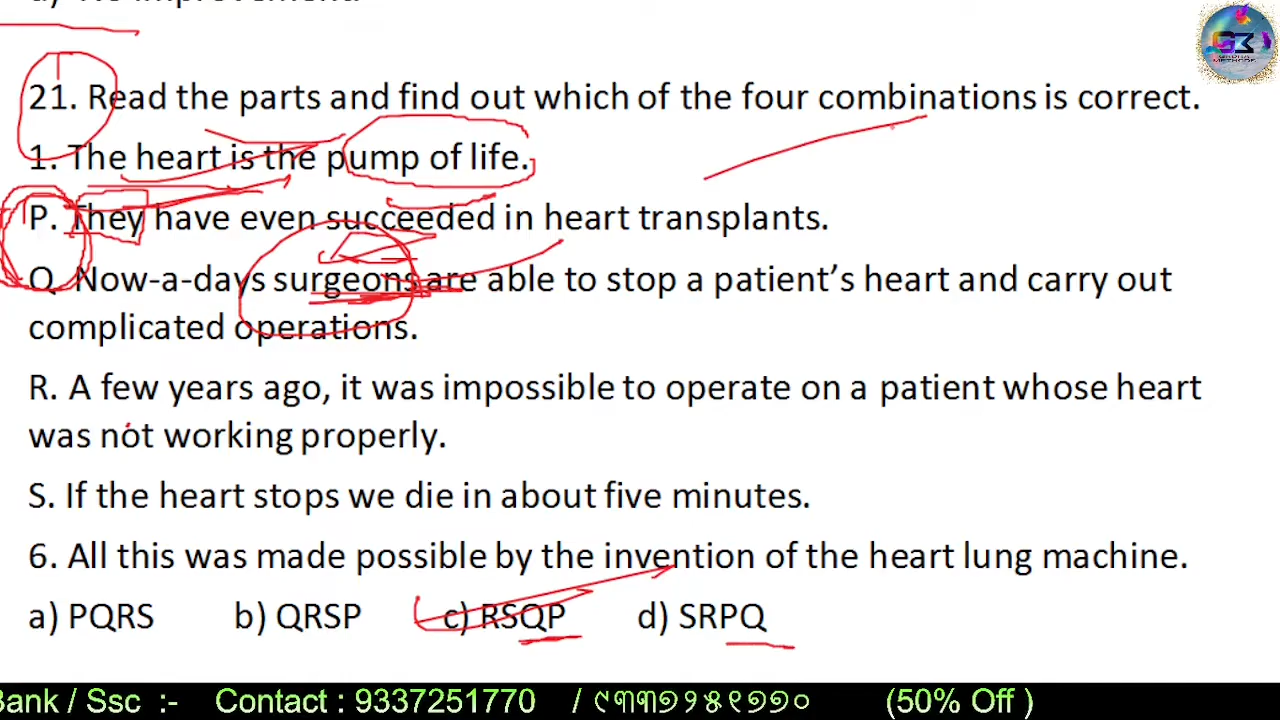 21. Read the parts and find out which of the four combinations is correct.
1. The heart is the pump of life.
P. They have even succeeded in heart transplants.
Q. Now-a-days surgeons are able to stop a patient's heart and carry out
complicated operations.
R. A few years ago, it was impossible to operate on a patient whose heart
was not working properly.
S. If the heart stops we die in about five minutes.
6. All this was made possible by the invention of the heart lung machine.
a) PQRS b) QRSP c) RSQP d) SRPQ
Bank / Ssc :- Contact : 9337251770 / ୯୩୩୭୨୫୧୭୭୦ (50% Off )